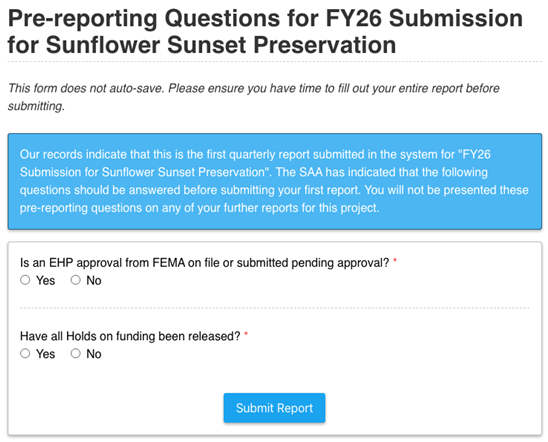 Pre-reporting Questions for FY26 Submission
for Sunflower Sunset Preservation
This form does not auto-save. Please ensure you have time to fill out your entire report before
submitting.
Our records indicate that this is the first quarterly report submitted in the system for "FY26
Submission for Sunflower Sunset Preservation". The SAA has indicated that the following
questions should be answered before submitting your first report. You will not be presented these
pre-reporting questions on any of your further reports for this project.
Is an EHP approval from FEMA on file or submitted pending approval? *
Yes No
Have all Holds on funding been released? *
Yes No
Submit Report